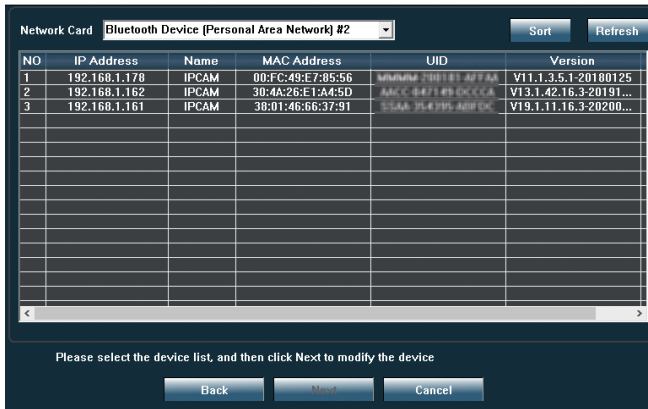 Network Card Bluetooth Device (Personal Area Network) #2 Sort Refresh
NO IP Address Name MAC Address UID Version
1 192.168.1.178 IPCAM 00:FC:49:E7:85:56 V11.1.3.5.1-20180125
2 192.168.1.162 IPCAM 30:4A:26:E1:A4:5D V13.1.42.16.3-20191...
3 192.168.1.161 IPCAM 38:01:46:66:37:91 V19.1.11.16.3-20200...
Please select the device list, and then click Next to modify the device
Back Next Cancel